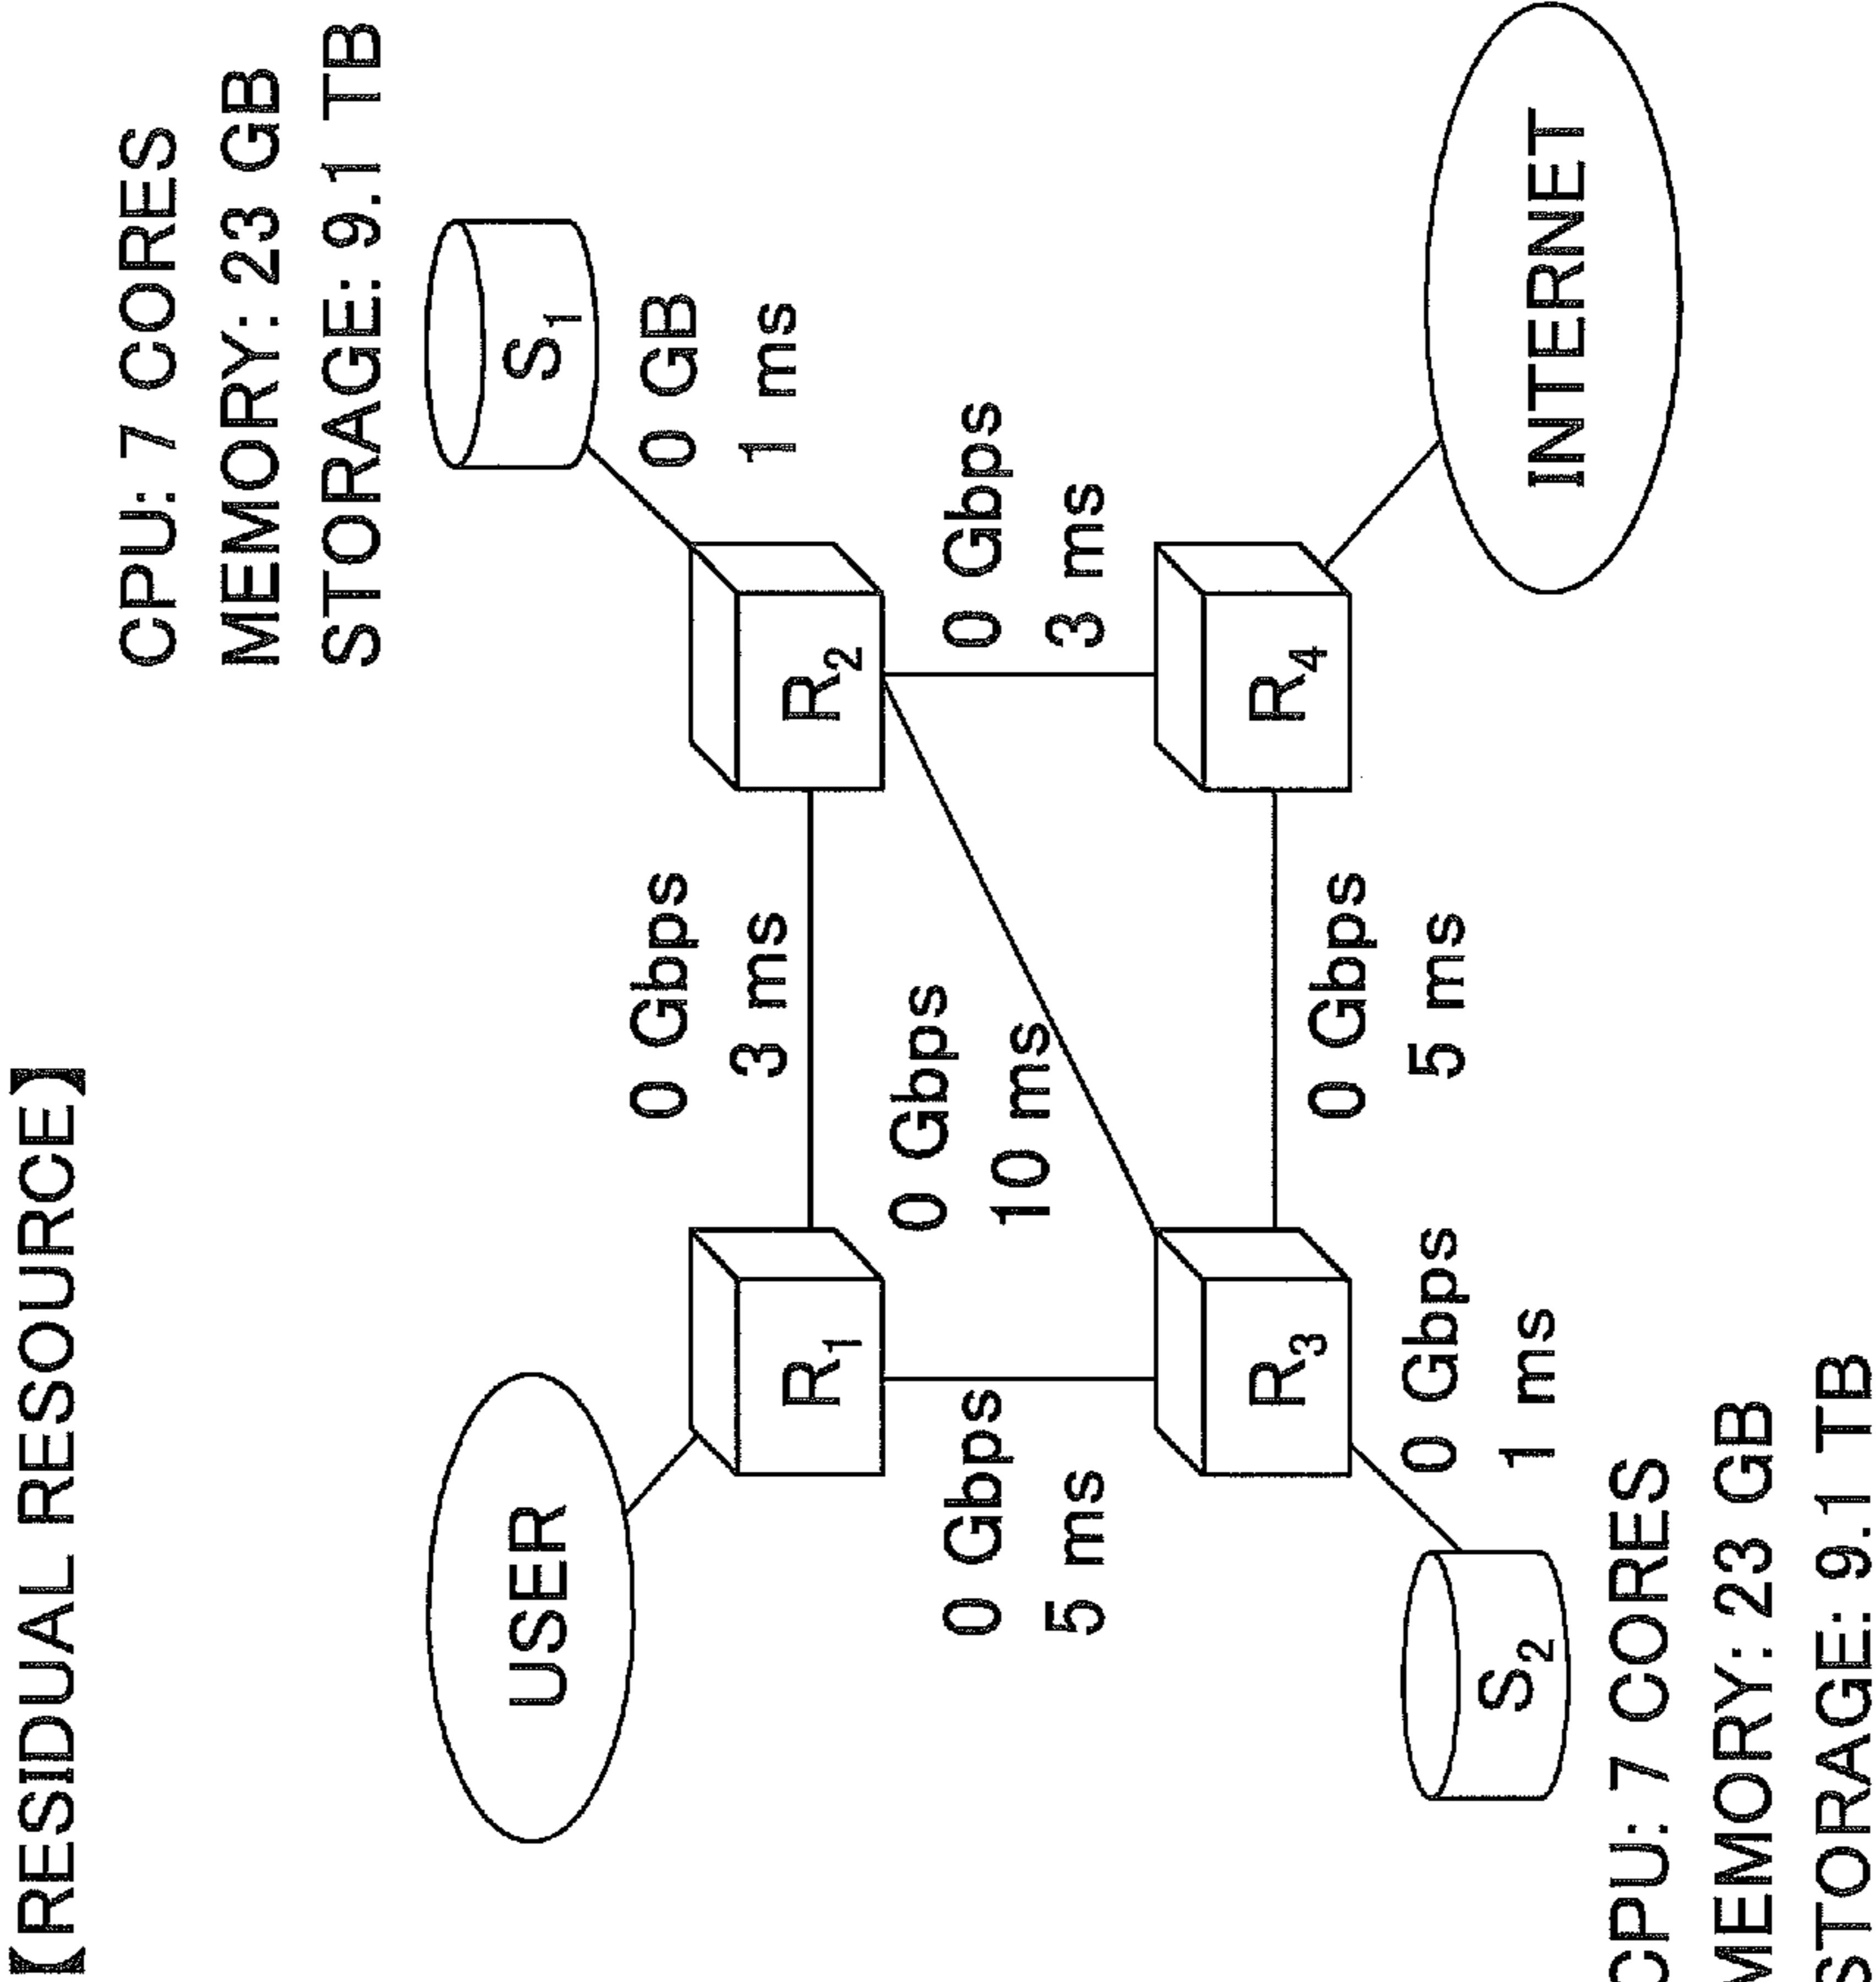 【RESIDUAL RESOURCE】
CPU: 7 CORES
MEMORY: 23 GB
STORAGE: 9.1 TB
USER
S1
0 GB
1 ms
0 Gbps
3 ms
R1
R2
0 Gbps
10 ms
0 Gbps
5 ms
0 Gbps
3 ms
R3
R4
0 Gbps
5 ms
0 Gbps
1 ms
S2
INTERNET
CPU: 7 CORES
MEMORY: 23 GB
STORAGE: 9.1 TB